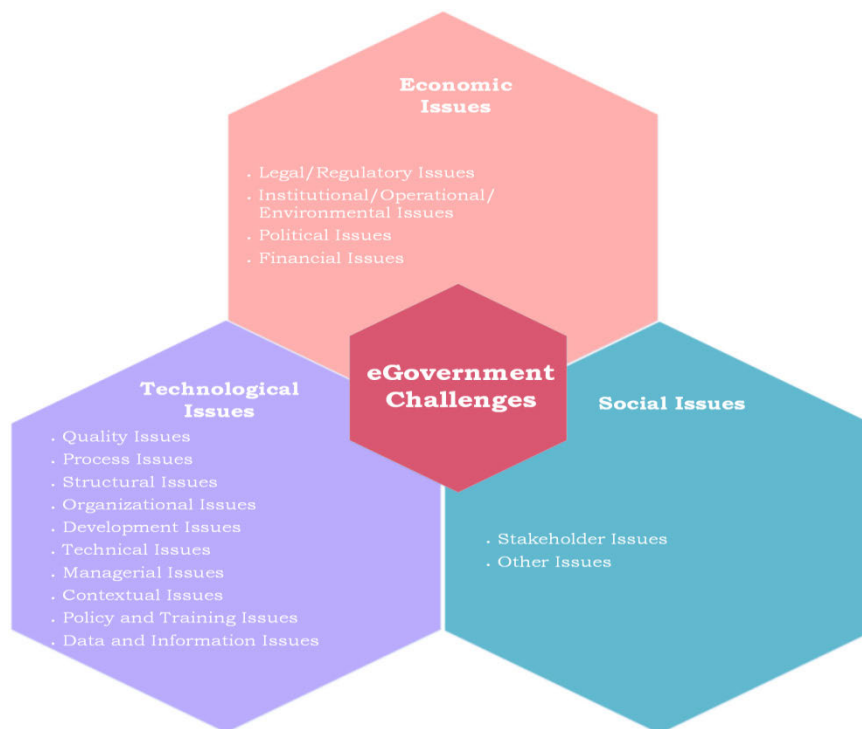 Economic
Issues
. Legal/Regulatory Issues
. Institutional/Operational/
Environmental Issues
. Political Issues
. Financial Issues
eGovernment
Challenges
Technological
Issues
. Quality Issues
. Process Issues
. Structural Issues
. Organizational Issues
. Development Issues
. Technical Issues
. Managerial Issues
. Contextual Issues
. Policy and Training Issues
. Data and Information Issues
Social Issues
. Stakeholder Issues
. Other Issues